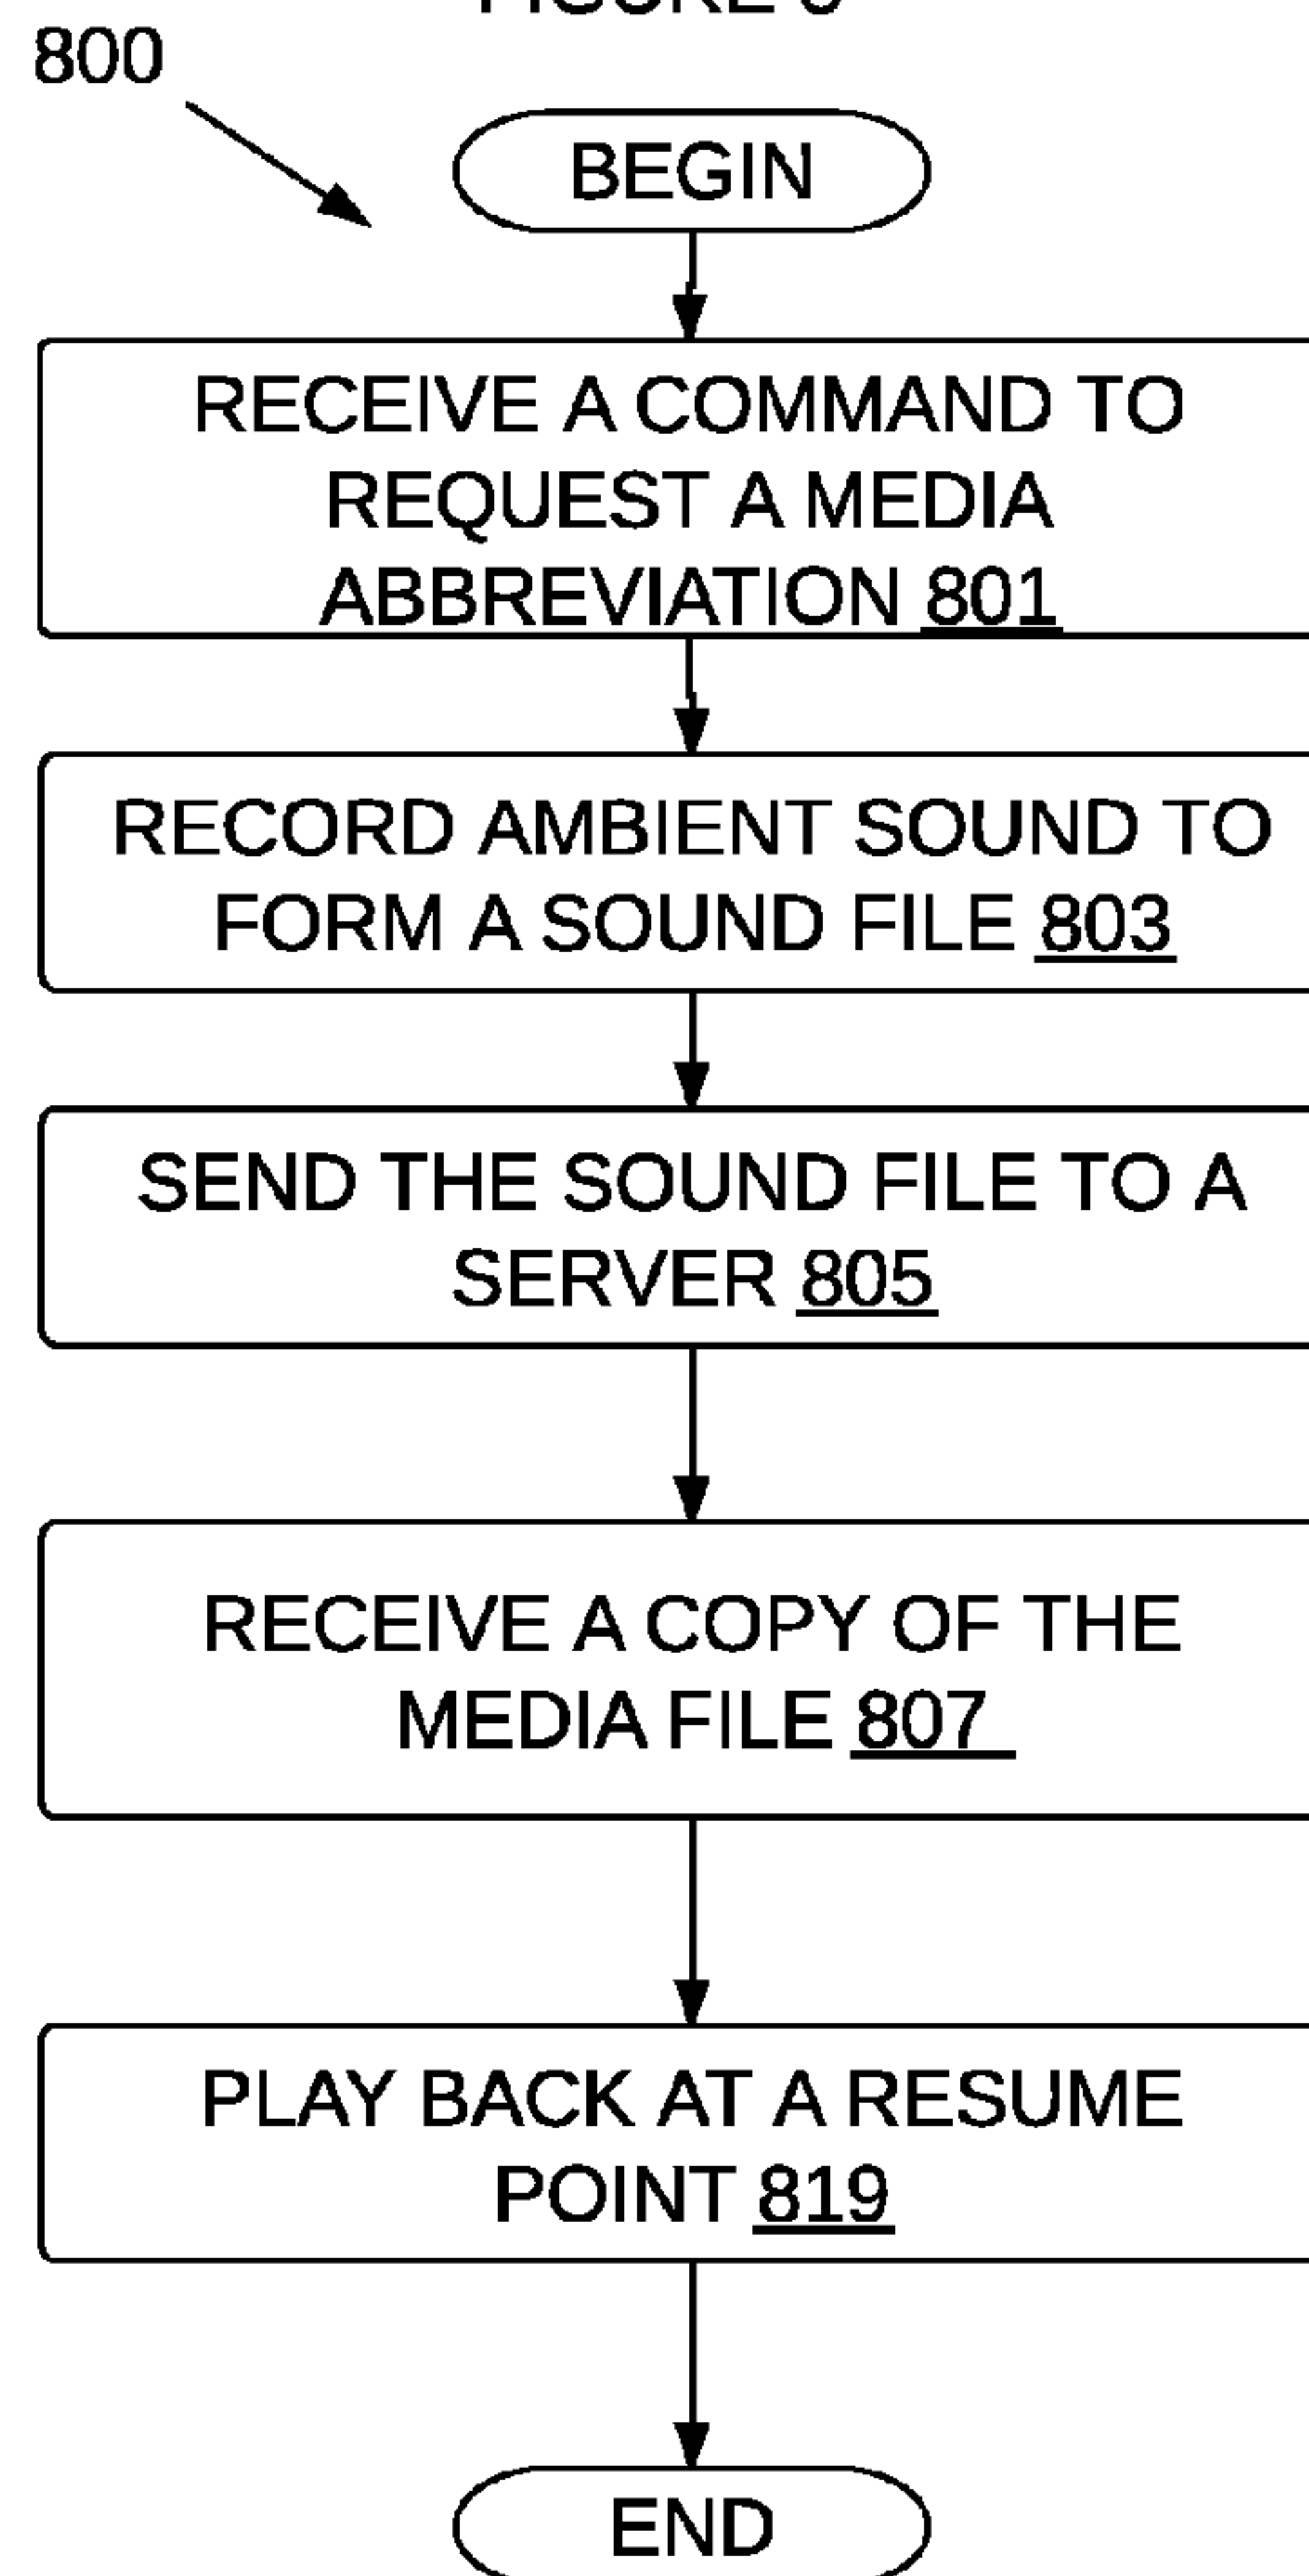 800
BEGIN
RECEIVE A COMMAND TO
REQUEST A MEDIA
ABBREVIATION 801
RECORD AMBIENT SOUND TO
FORM A SOUND FILE 803
SEND THE SOUND FILE TO A
SERVER 805
RECEIVE A COPY OF THE
MEDIA FILE 807
PLAY BACK AT A RESUME
POINT 819
END